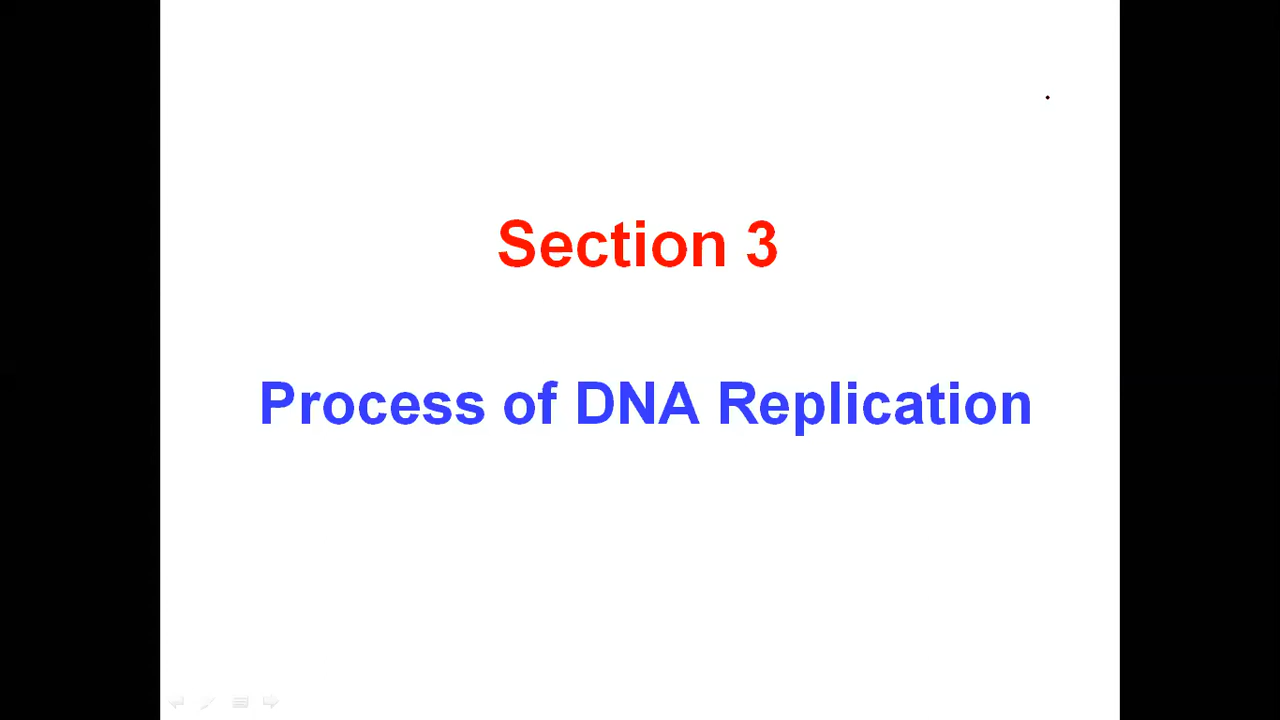 Section 3
Process of DNA Replication